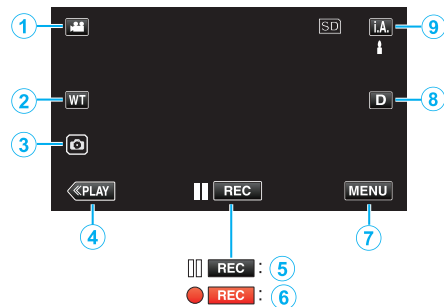 1 SD i.A. 9
2 WT D 8
3
≪PLAY REC MENU
4 7
REC : 5
REC : 6